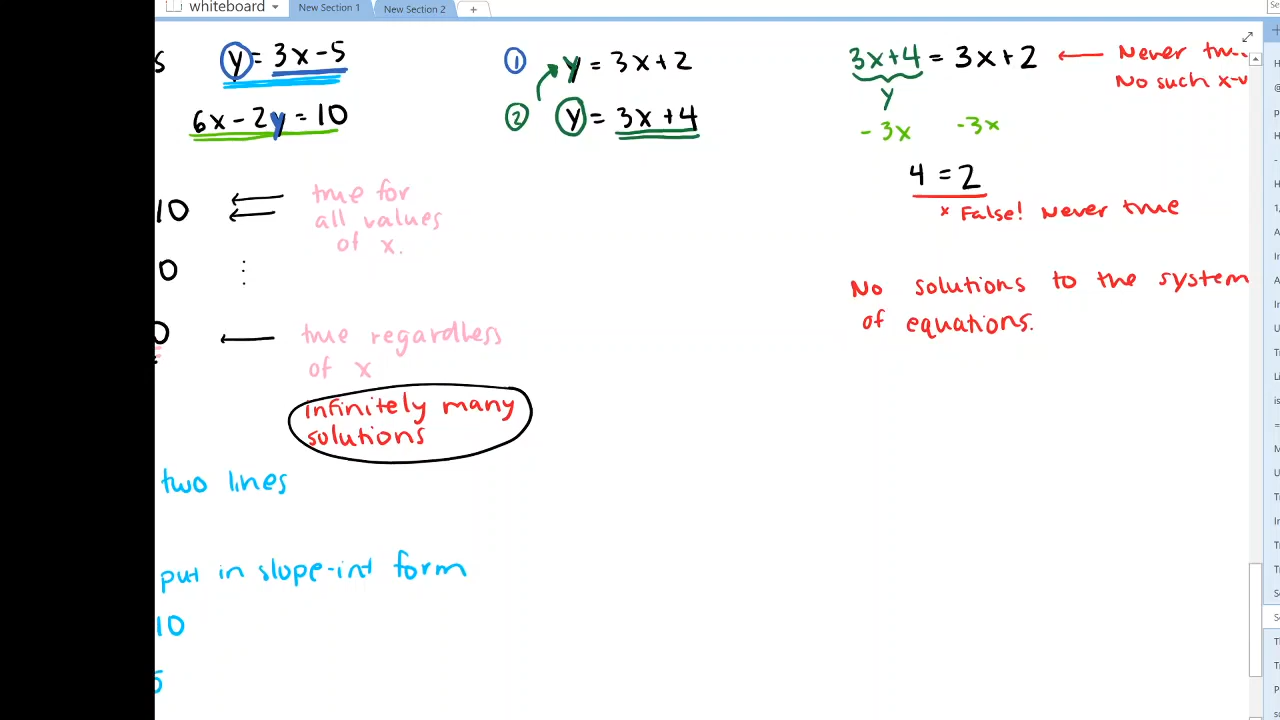 whiteboard
New Section 1
New Section 2
y = 3x - 5
6x - 2y = 10
10
true for
all values
of x.
0
⋮
0
true regardless
of x
infinitely many
solutions
two lines
put in slope-int form
10
5
① y = 3x + 2
② y = 3x + 4
3x + 4 = 3x + 2
y
Never
No such
- 3x - 3x
4 = 2
x False! Never true
No solutions to the system
of equations.